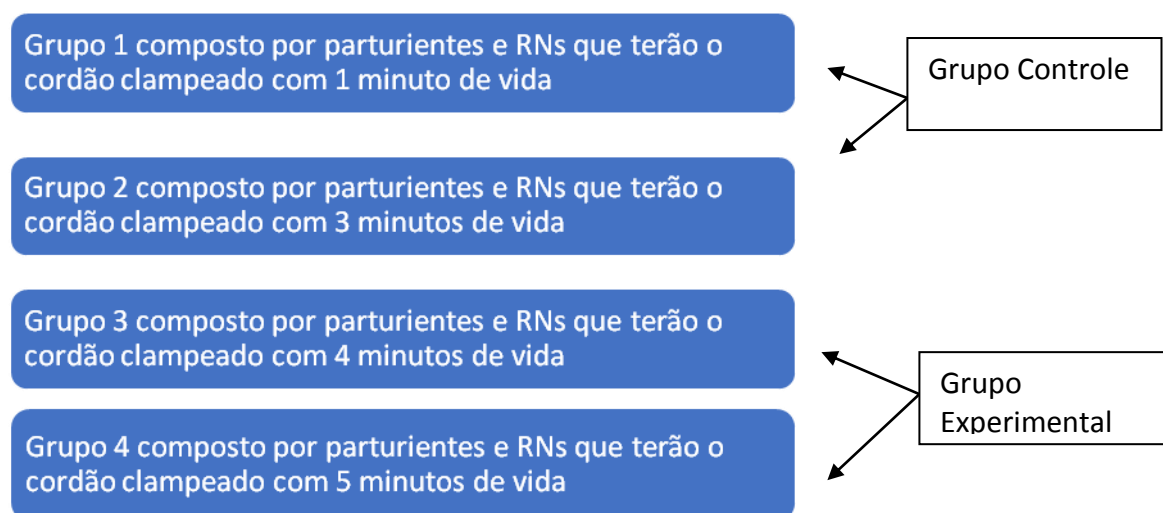 Grupo 1 composto por parturientes e RNs que terão o
cordão clampeado com 1 minuto de vida
Grupo Controle
Grupo 2 composto por parturientes e RNs que terão o
cordão clampeado com 3 minutos de vida
Grupo 3 composto por parturientes e RNs que terão o
cordão clampeado com 4 minutos de vida
Grupo
Experimental
Grupo 4 composto por parturientes e RNs que terão o
cordão clampeado com 5 minutos de vida